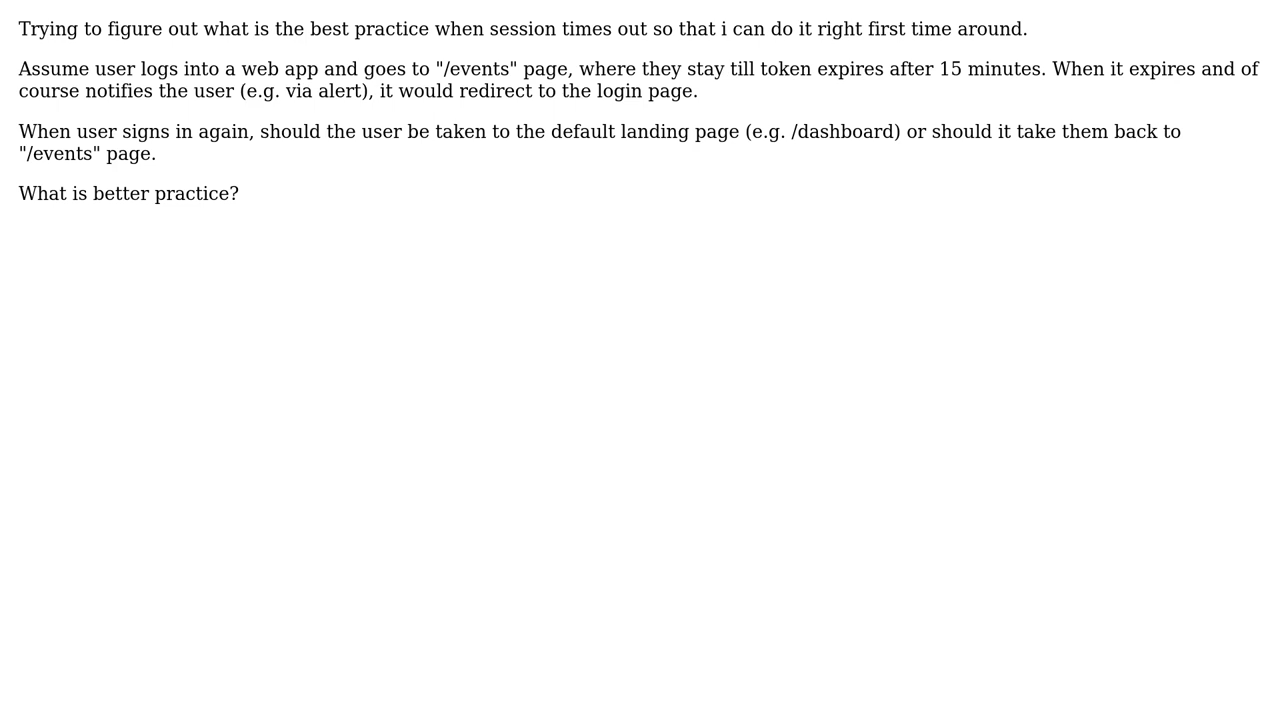 Trying to figure out what is the best practice when session times out so that i can do it right first time around.
Assume user logs into a web app and goes to "/events" page, where they stay till token expires after 15 minutes. When it expires and of
course notifies the user (e.g. via alert), it would redirect to the login page.
When user signs in again, should the user be taken to the default landing page (e.g. /dashboard) or should it take them back to
"/events" page.
What is better practice?